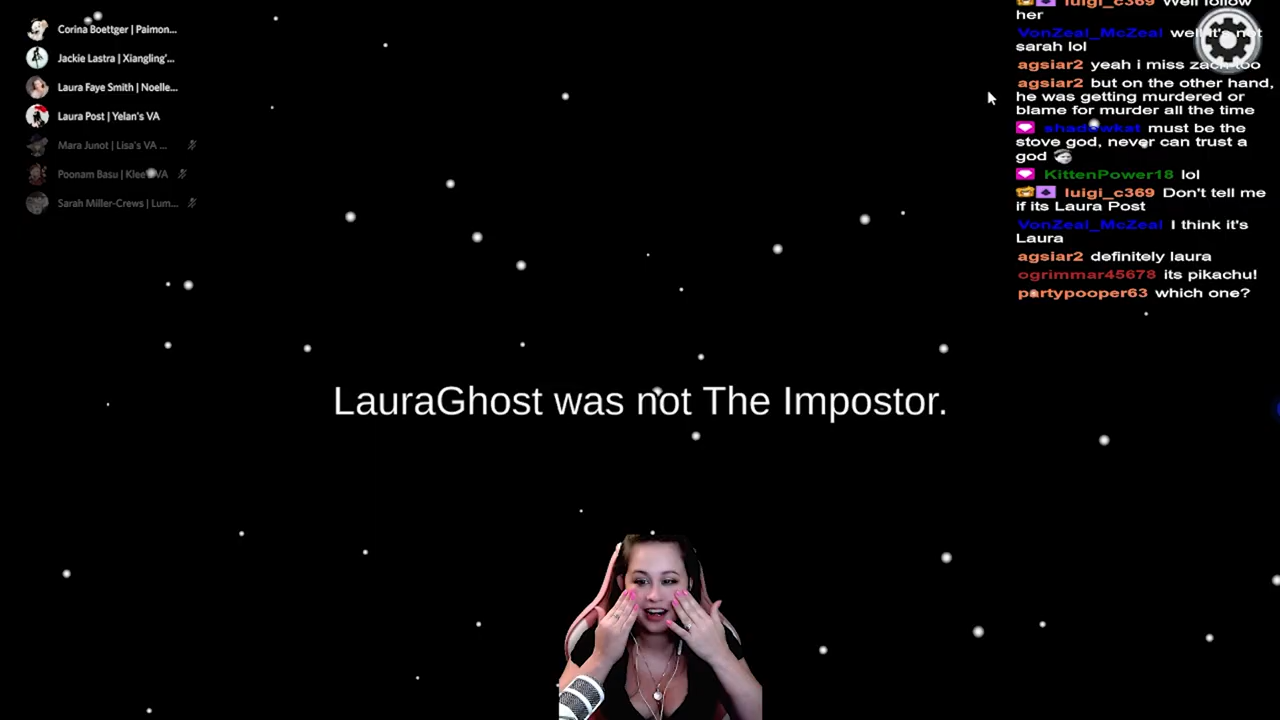 Corina Boettger | Paimon...
Jackie Lastra | Xiangling'...
Laura Faye Smith | Noelle...
Laura Post | Yelan's VA
Mara Junot | Lisa's VA ...
Poonam Basu | Klee's VA
Sarah Miller-Crews | Lum...
luigi_c369 Well follow
her
VonZeal_McZeal well it's not
sarah lol
agsiar2 yeah i miss zach too
agsiar2 but on the other hand,
he was getting murdered or
blame for murder all the time
shadowkat must be the
stove god, never can trust a
god
KittenPower18 lol
luigi_c369 Don't tell me
if its Laura Post
VonZeal_McZeal I think it's
Laura
agsiar2 definitely laura
ogrimmar45678 its pikachu!
partypooper63 which one?
LauraGhost was not The Impostor.